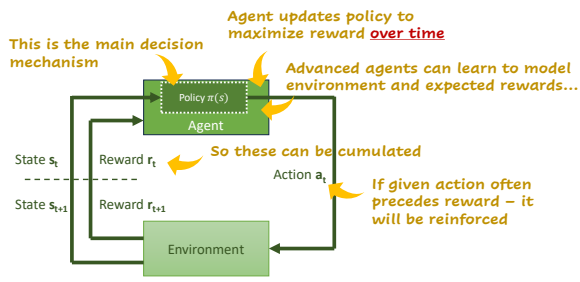 Agent updates policy to
maximize reward over time
This is the main decision
mechanism
Advanced agents can learn to model
environment and expected rewards...
Policy π(s)
Agent
State st
Reward rt
So these can be cumulated
Action at
State st+1
Reward rt+1
If given action often
precedes reward – it
will be reinforced
Environment